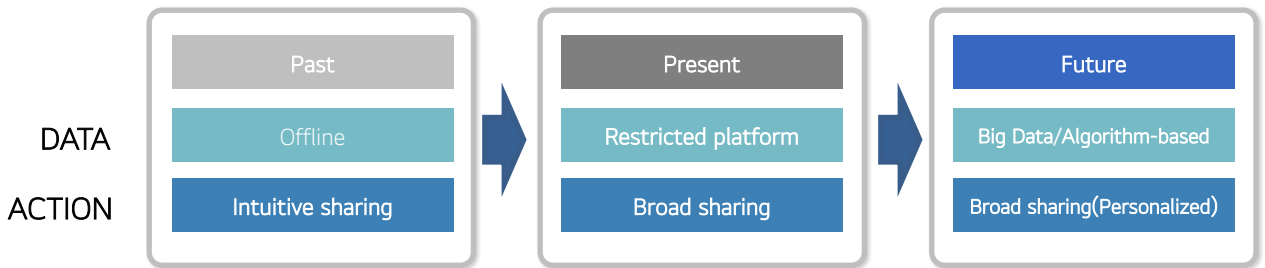 Past
Present
Future
DATA
Offline
Restricted platform
Big Data/Algorithm-based
ACTION
Intuitive sharing
Broad sharing
Broad sharing(Personalized)